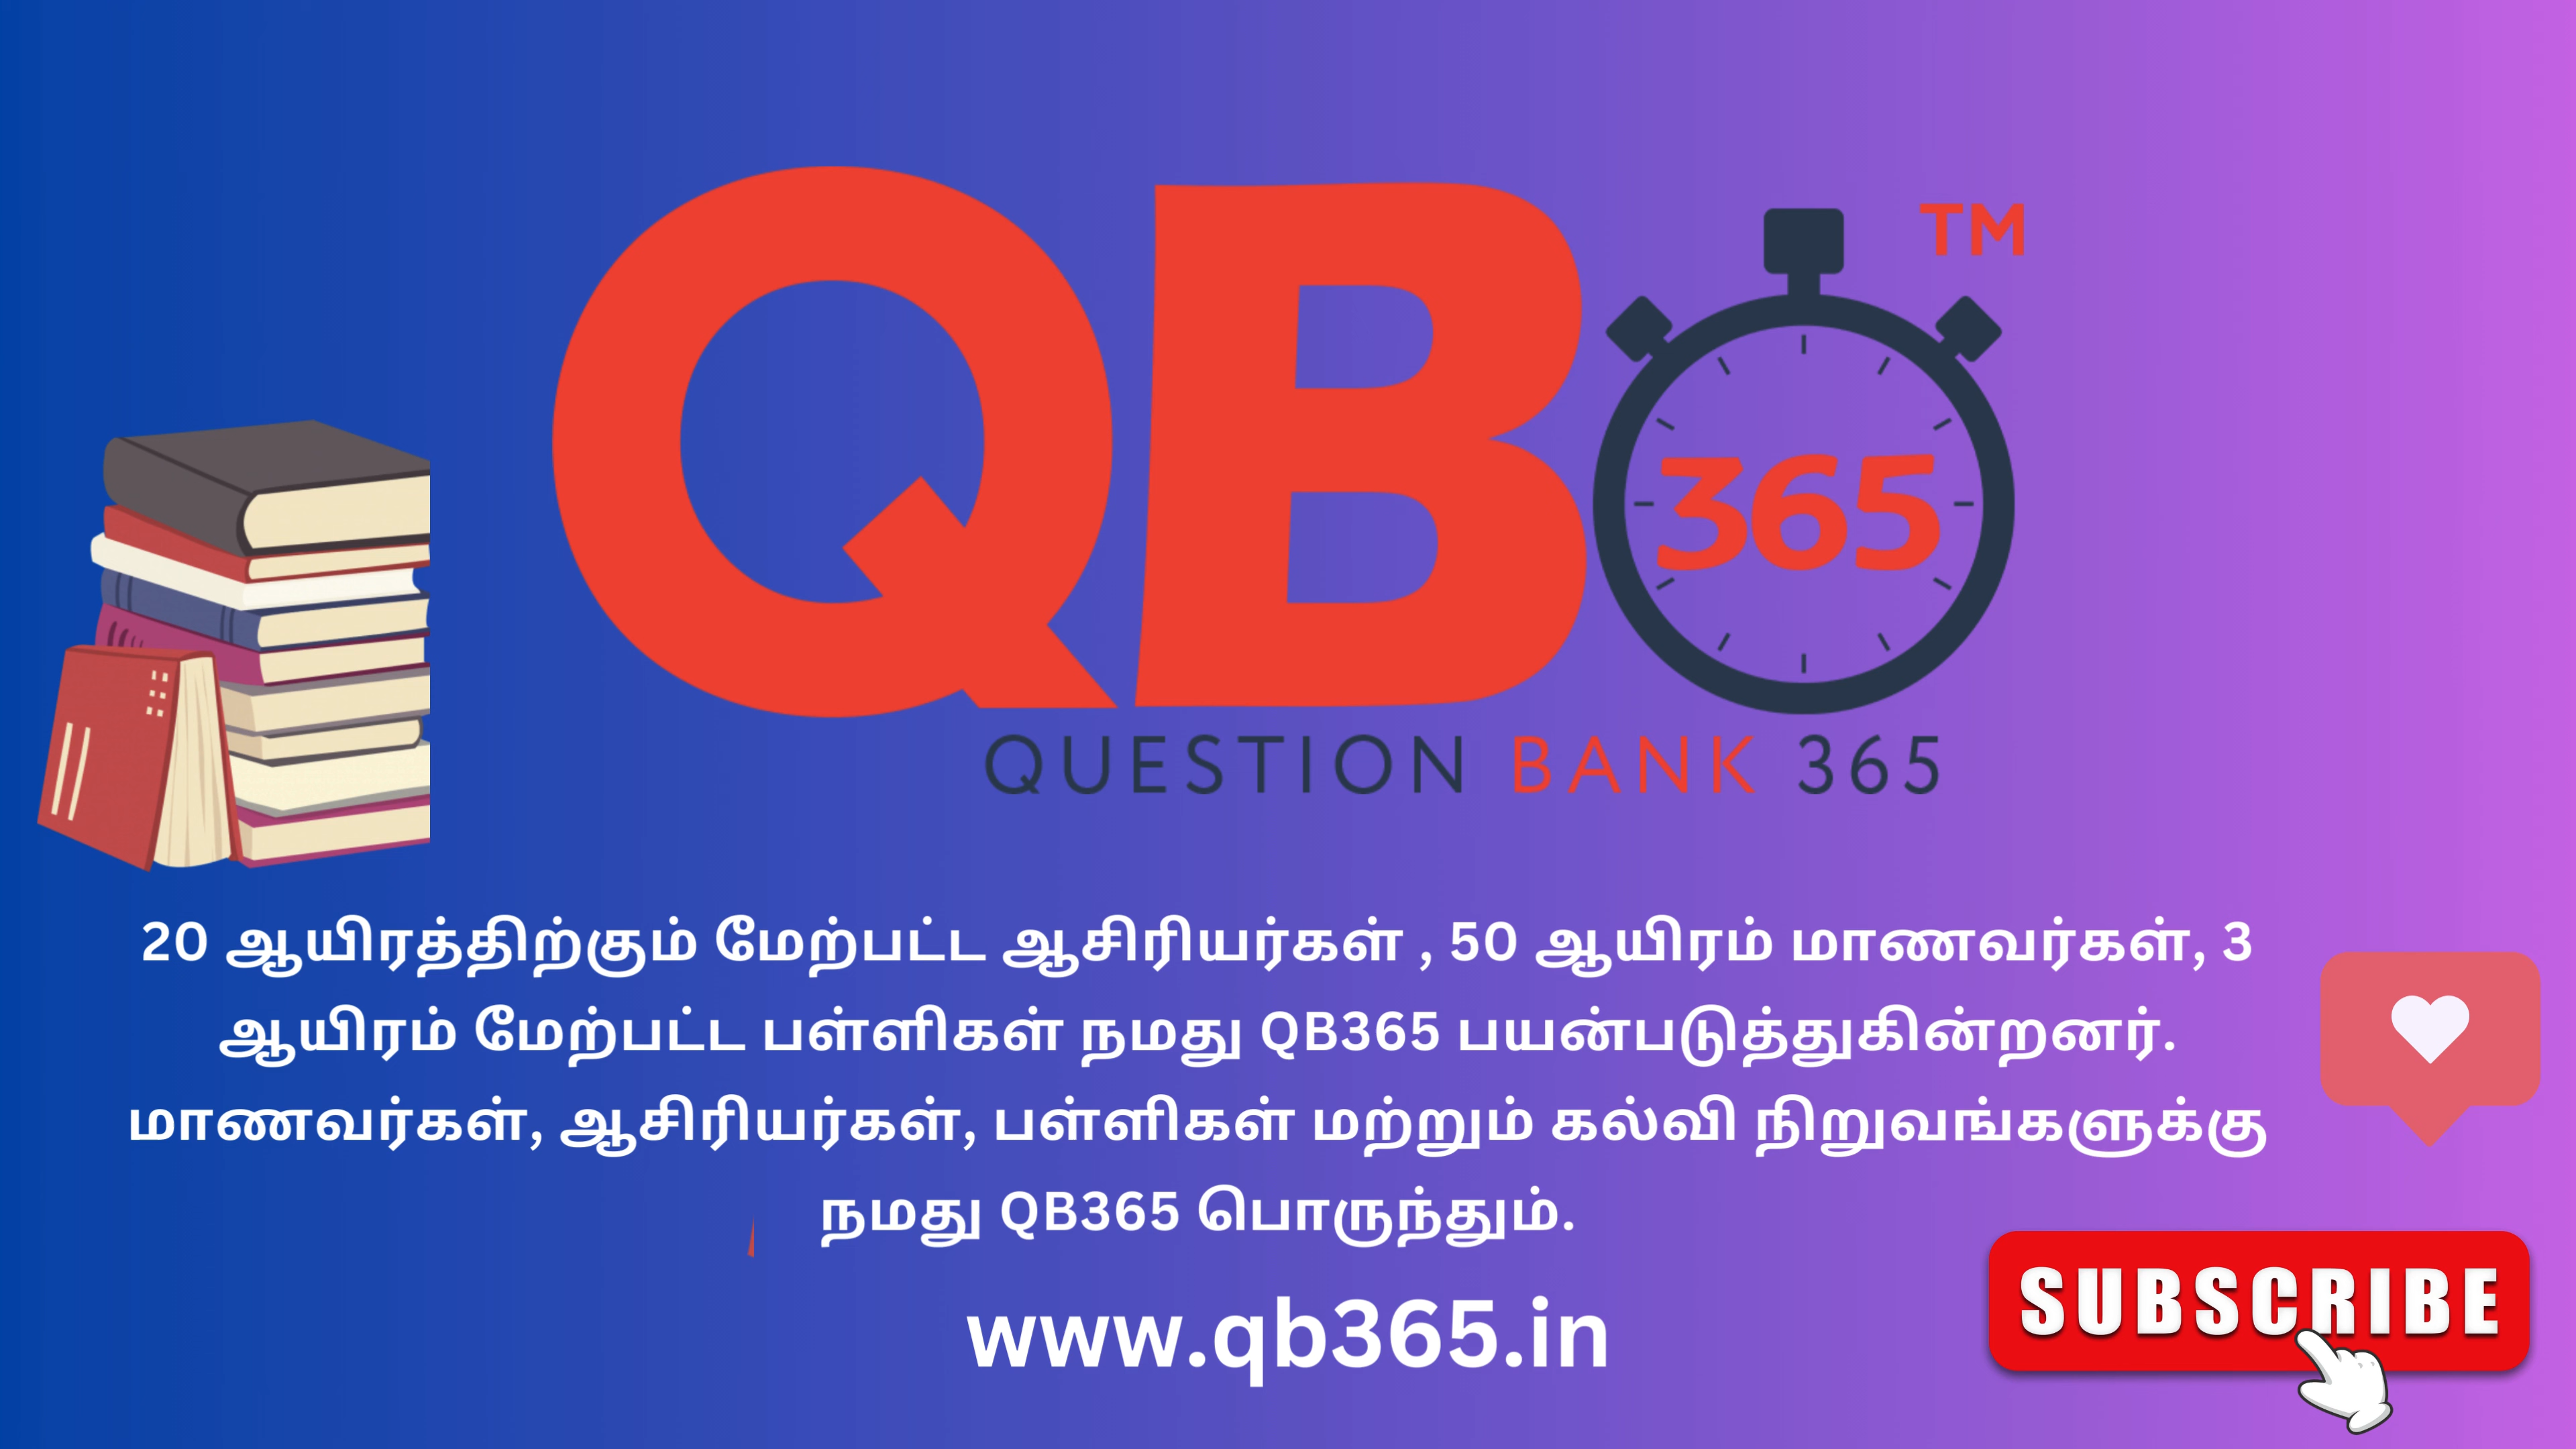 QB
TM
365
QUESTION BANK 365
20 ஆயிரத்திற்கும் மேற்பட்ட ஆசிரியர்கள் , 50 ஆயிரம் மாணவர்கள், 3
ஆயிரம் மேற்பட்ட பள்ளிகள் நமது QB365 பயன்படுத்துகின்றனர்.
மாணவர்கள், ஆசிரியர்கள், பள்ளிகள் மற்றும் கல்வி நிறுவங்களுக்கு
நமது QB365 பொருந்தும்.
www.qb365.in
SUBSCRIBE